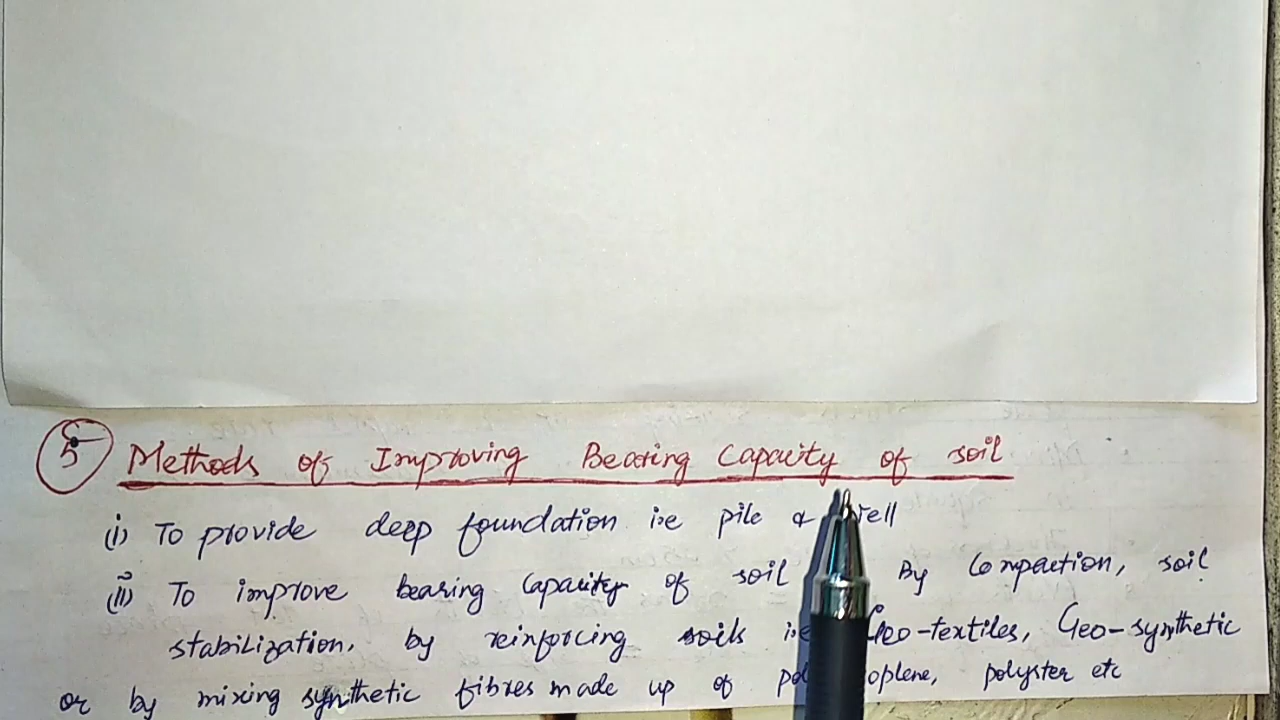 5 Methods of Improving Bearing Capacity of soil
(i) To provide deep foundation i.e pile & well
(ii) To improve bearing capacity of soil By Compaction, soil
stabilization, by reinforcing soils i.e Geo-textiles, Geo-synthetic
or by mixing synthetic fibres made up of polyster etc